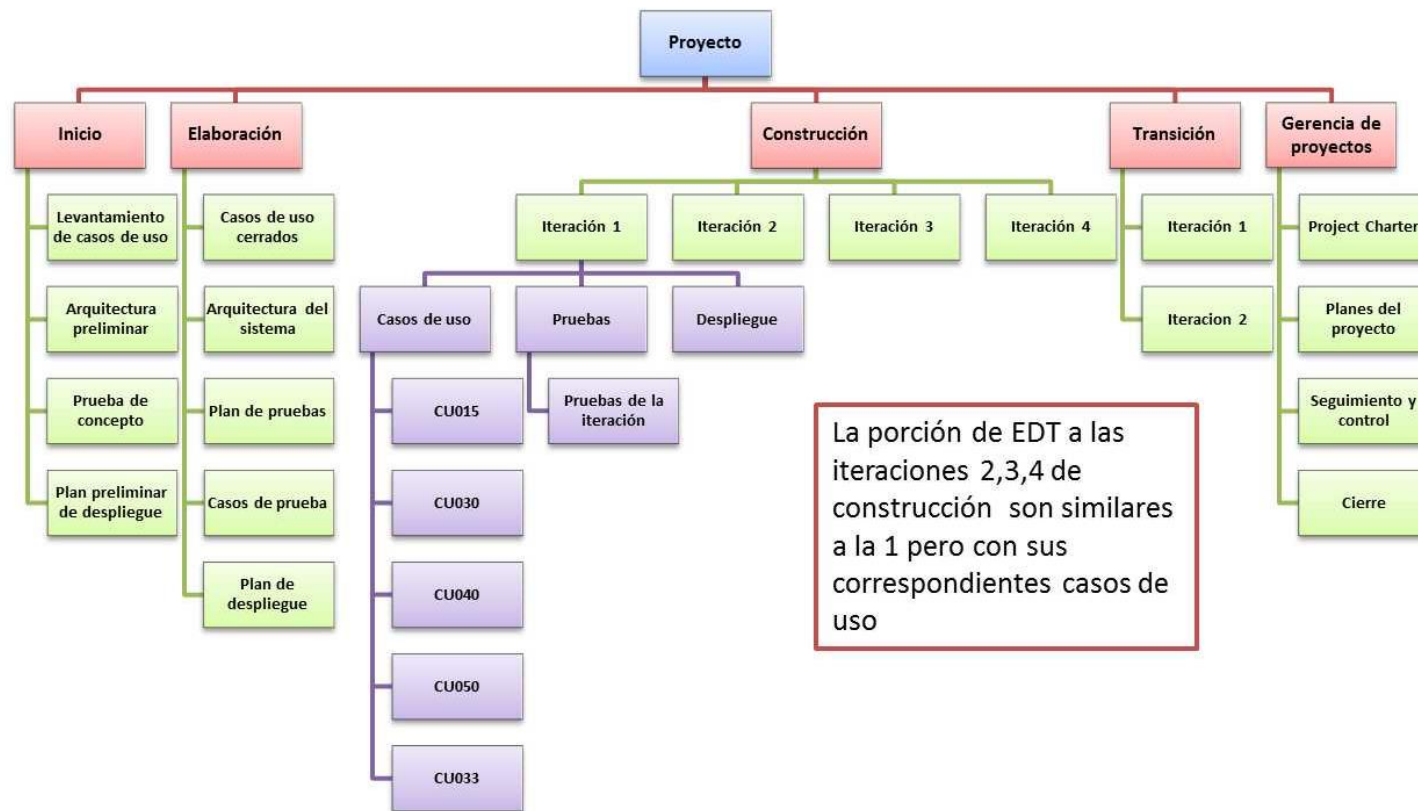 Proyecto
Inicio
Elaboración
Construcción
Transición
Gerencia de
proyectos
Levantamiento
de casos de uso
Arquitectura
preliminar
Prueba de
concepto
Plan preliminar
de despliegue
Casos de uso
cerrados
Arquitectura del
sistema
Plan de pruebas
Casos de prueba
Plan de
despliegue
Iteración 1
Iteración 2
Iteración 3
Iteración 4
Casos de uso
Pruebas
Despliegue
CU015
CU030
CU040
CU050
CU033
Pruebas de la
iteración
Iteración 1
Iteracion 2
Project Charter
Planes del
proyecto
Seguimiento y
control
Cierre
La porción de EDT a las
iteraciones 2,3,4 de
construcción son similares
a la 1 pero con sus
correspondientes casos de
uso